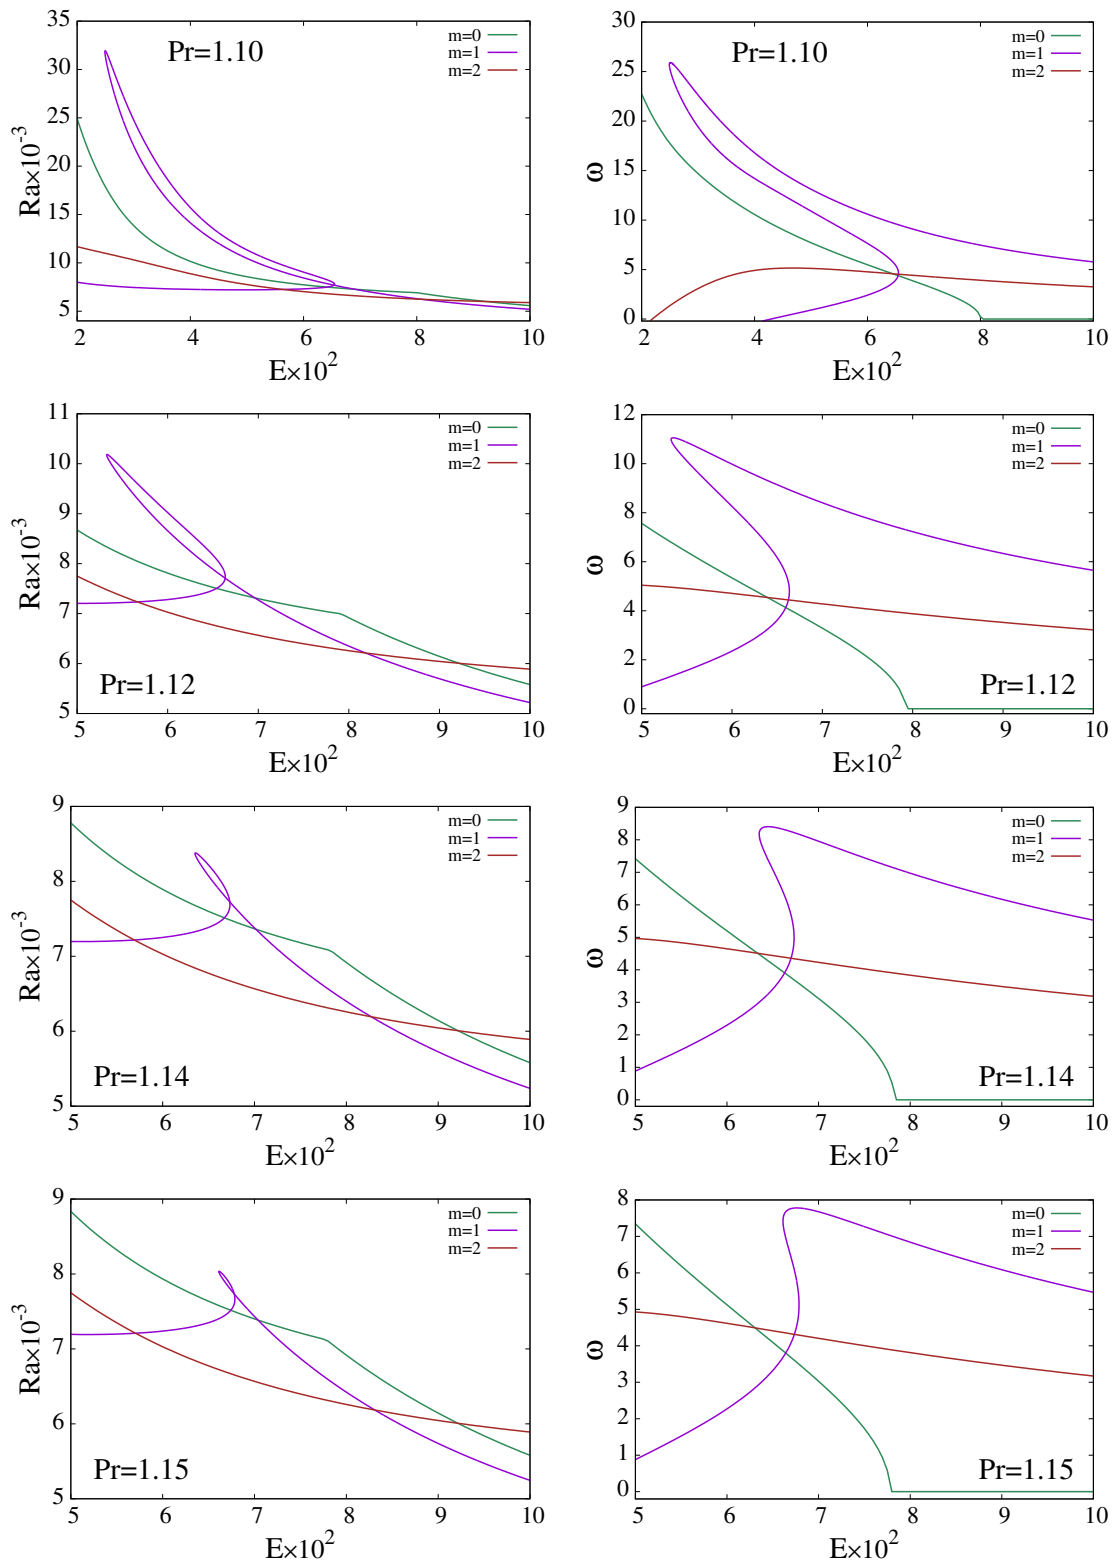 Pr=1.10
m=0
m=1
m=2
Ra×10⁻³
35
30
25
20
15
10
5
2 4 6 8 10
E×10²
Pr=1.10
m=0
m=1
m=2
ω
30
25
20
15
10
5
0
2 4 6 8 10
E×10²
m=0
m=1
m=2
Ra×10⁻³
11
10
9
8
7
6
5
Pr=1.12
5 6 7 8 9 10
E×10²
m=0
m=1
m=2
ω
12
10
8
6
4
2
0
Pr=1.12
5 6 7 8 9 10
E×10²
m=0
m=1
m=2
Ra×10⁻³
9
8
7
6
5
Pr=1.14
5 6 7 8 9 10
E×10²
m=0
m=1
m=2
ω
9
8
7
6
5
4
3
2
1
0
Pr=1.14
5 6 7 8 9 10
E×10²
m=0
m=1
m=2
Ra×10⁻³
9
8
7
6
5
Pr=1.15
5 6 7 8 9 10
E×10²
m=0
m=1
m=2
ω
8
7
6
5
4
3
2
1
0
Pr=1.15
5 6 7 8 9 10
E×10²